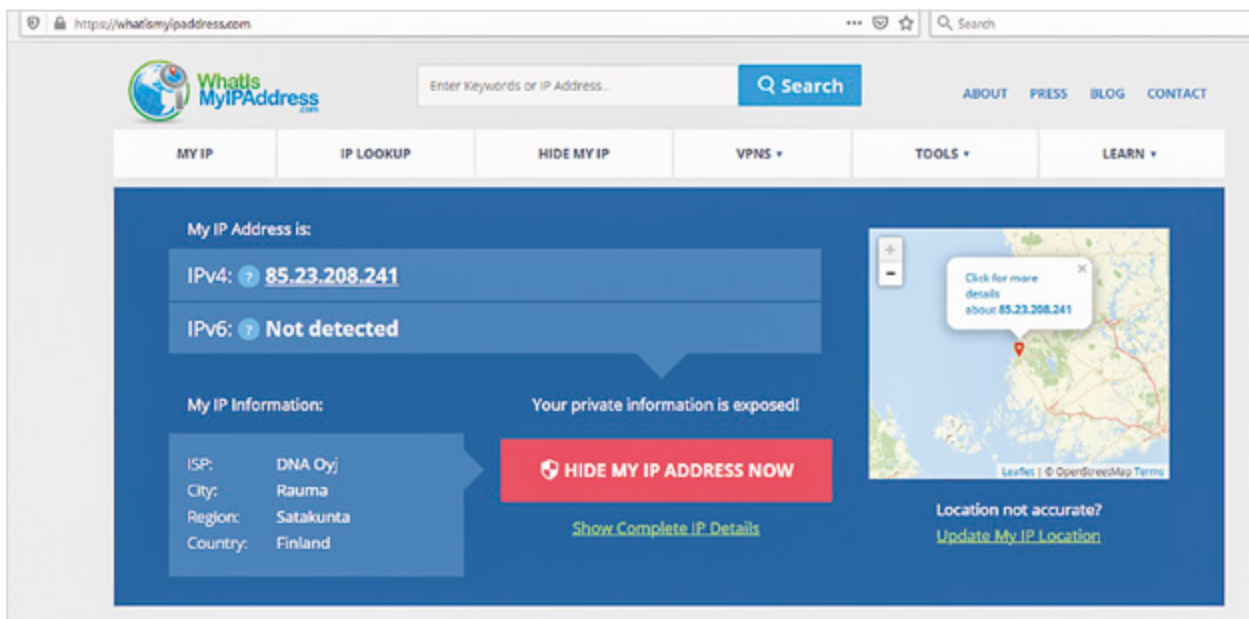 https://whatismyipaddress.com
Search
WhatIs
MyIPAddress
.com
Enter Keywords or IP Address...
Search
ABOUT PRESS BLOG CONTACT
MY IP IP LOOKUP HIDE MY IP VPNS TOOLS LEARN
My IP Address is:
IPv4: ? 85.23.208.241
IPv6: ? Not detected
Click for more
details
about 85.23.208.241
My IP Information:
Your private information is exposed!
ISP: DNA Oyj
City: Rauma
Region: Satakunta
Country: Finland
HIDE MY IP ADDRESS NOW
Show Complete IP Details
Leaflet | © OpenStreetMap Terms
Location not accurate?
Update My IP Location